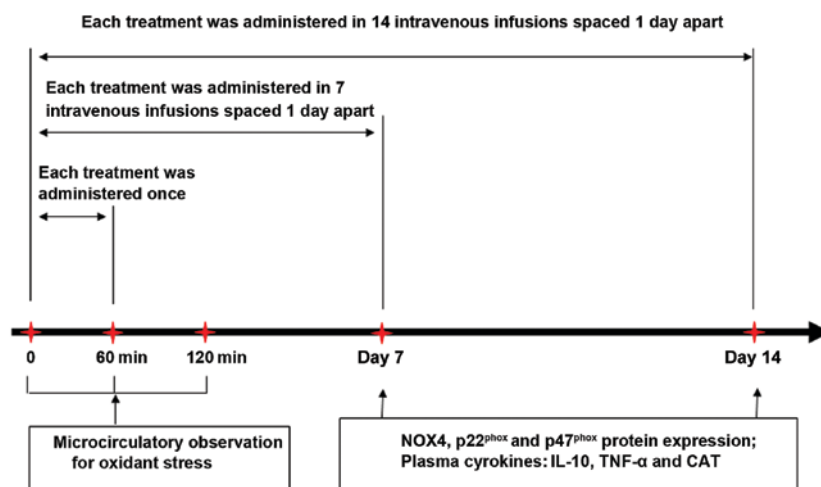 Each treatment was administered in 14 intravenous infusions spaced 1 day apart
Each treatment was administered in 7
intravenous infusions spaced 1 day apart
Each treatment was
administered once
0
60 min
120 min
Day 7
Day 14
Microcirculatory observation
for oxidant stress
NOX4, p22phox and p47phox protein expression;
Plasma cyrokines: IL-10, TNF-α and CAT